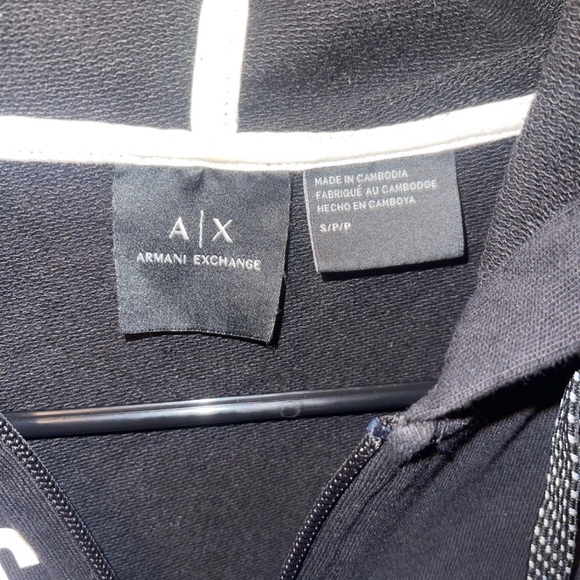 A|X
ARMANI EXCHANGE
MADE IN CAMBODIA
FABRIQUÉ AU CAMBODGE
HECHO EN CAMBOYA
S/P/P